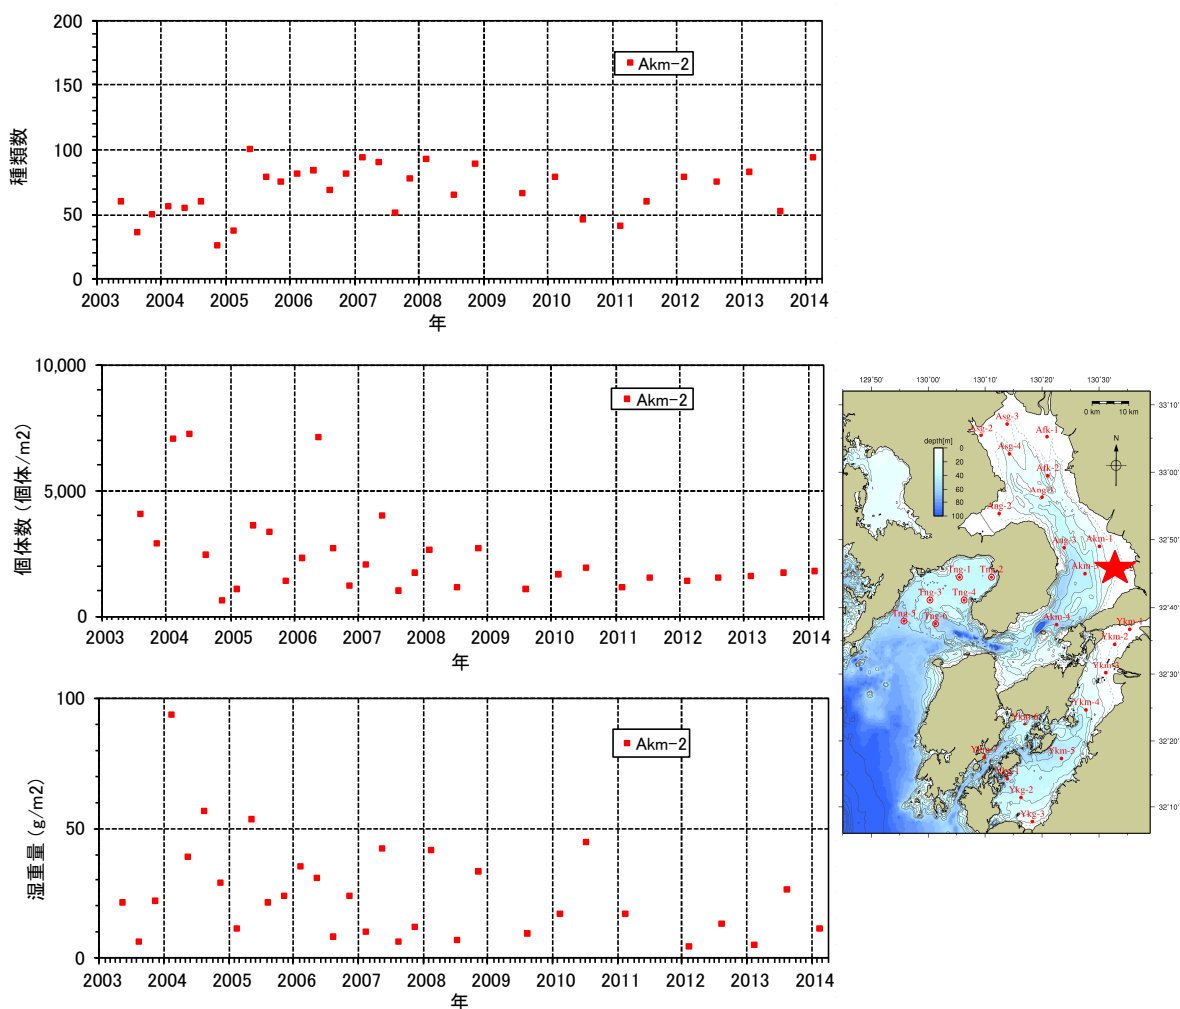 200
150
100
50
0
種類数
Akm-2
2003 2004 2005 2006 2007 2008 2009 2010 2011 2012 2013 2014
年
10,000
5,000
0
個体数 (個体/m2)
Akm-2
2003 2004 2005 2006 2007 2008 2009 2010 2011 2012 2013 2014
年
100
50
0
湿重量 (g/m2)
Akm-2
2003 2004 2005 2006 2007 2008 2009 2010 2011 2012 2013 2014
年
129˚50' 130˚00' 130˚10' 130˚20' 130˚30'
33˚10'
33˚00'
32˚50'
32˚40'
32˚30'
32˚20'
32˚10'
0 km 10 km
N
depth[m]
0
20
40
60
80
100
Asg-3
Asg-2
Afk-1
Asg-4
Afk-2
Ang-2
Ang-3
Akm-1
Tng-1
Tng-2
Tng-3
Tng-4
Tng-5
Tng-6
Akm-4
Ykm-1
Ykm-2
Ykm-3
Ykm-4
Ykm-5
Ykg-2
Ykg-3